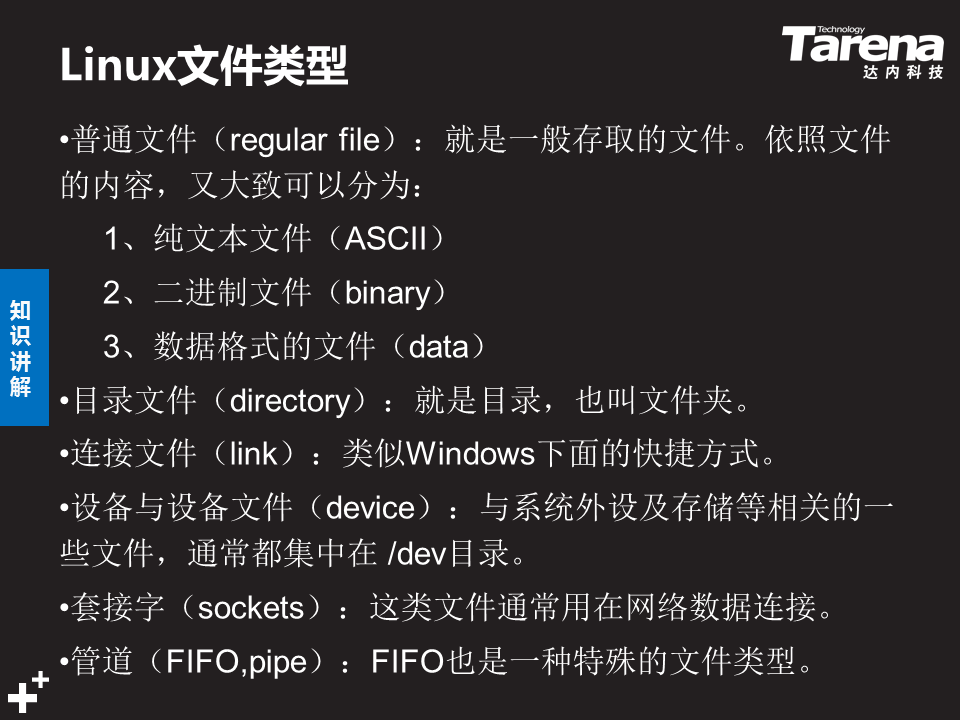 Linux文件类型
Technology
Tarena
达内科技
•普通文件（regular file）：就是一般存取的文件。依照文件
的内容，又大致可以分为：
1、纯文本文件（ASCII）
2、二进制文件（binary）
3、数据格式的文件（data）
知识讲解
•目录文件（directory）：就是目录，也叫文件夹。
•连接文件（link）：类似Windows下面的快捷方式。
•设备与设备文件（device）：与系统外设及存储等相关的一
些文件，通常都集中在 /dev目录。
•套接字（sockets）：这类文件通常用在网络数据连接。
•管道（FIFO,pipe）：FIFO也是一种特殊的文件类型。